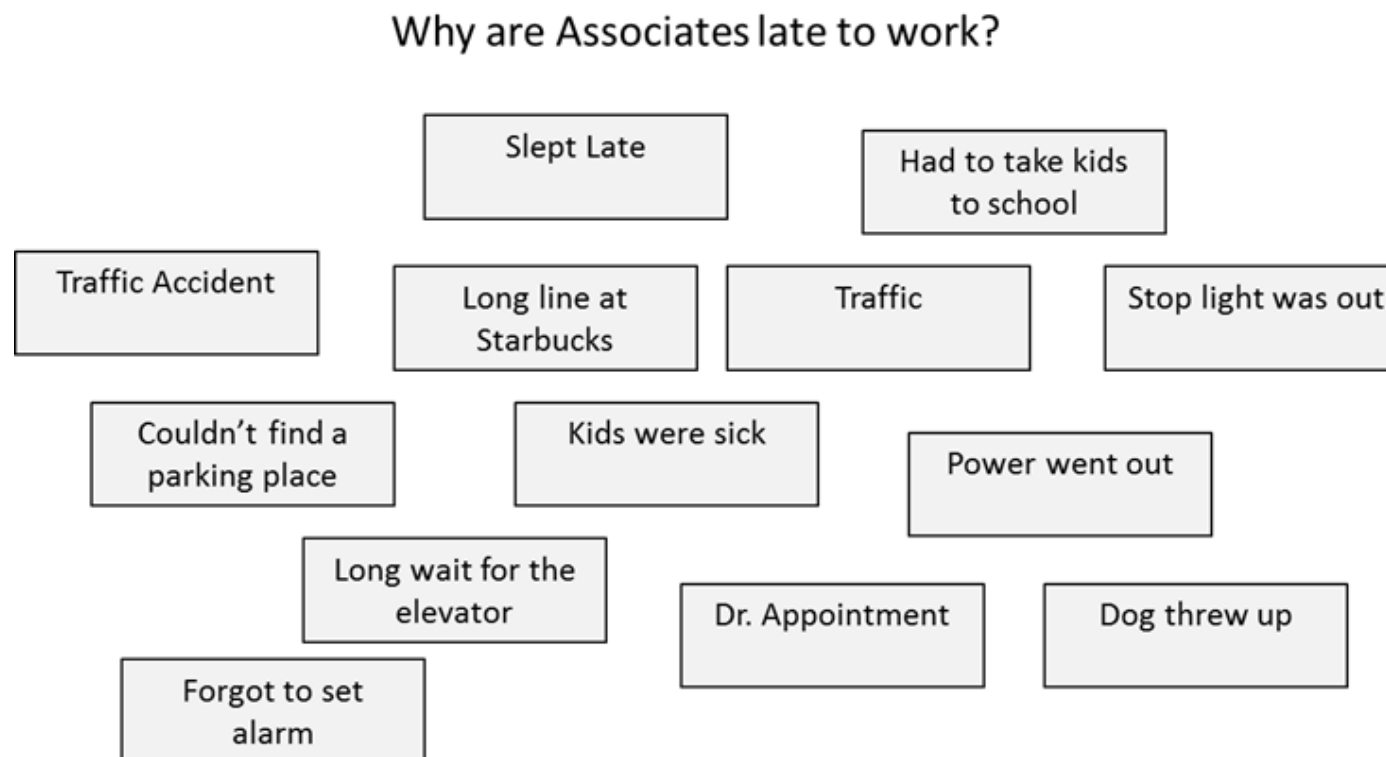 Why are Associates late to work?
Slept Late
Had to take kids
to school
Traffic Accident
Long line at
Starbucks
Traffic
Stop light was out
Couldn’t find a
parking place
Kids were sick
Power went out
Long wait for the
elevator
Dr. Appointment
Dog threw up
Forgot to set
alarm